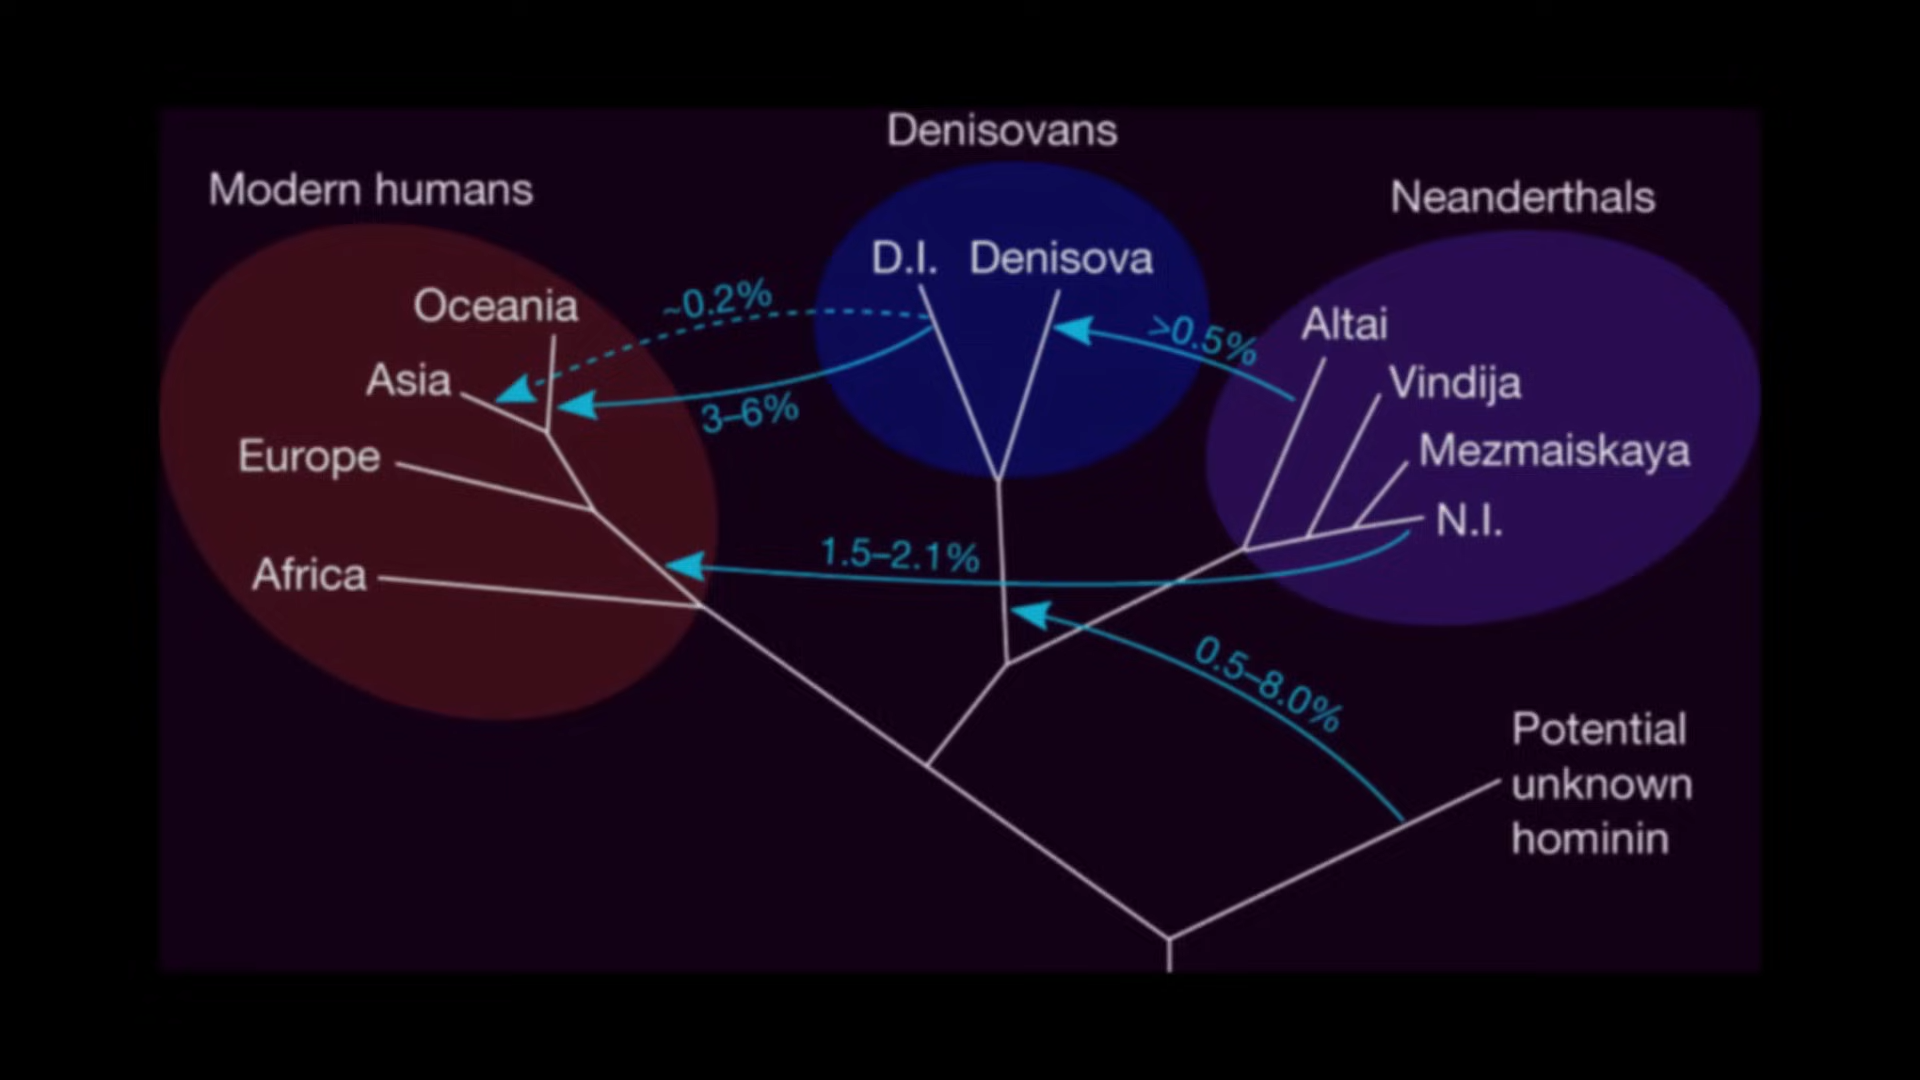 Denisovans
Modern humans
Neanderthals
D.I. Denisova
Oceania
~0.2%
>0.5%
Altai
Asia
3–6%
Vindija
Europe
Mezmaiskaya
N.I.
1.5–2.1%
Africa
0.5–8.0%
Potential
unknown
hominin